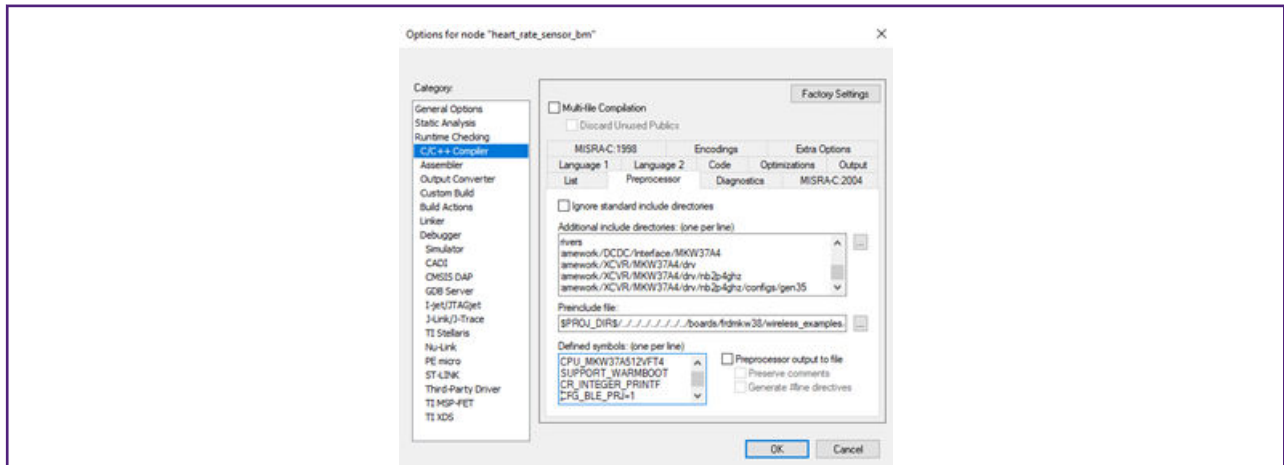 Options for node "heart_rate_sensor_bm"
Category:
General Options
Static Analysis
Runtime Checking
C/C++ Compiler
Assembler
Output Converter
Custom Build
Build Actions
Linker
Debugger
Simulator
CADI
CMSIS DAP
GDB Server
I-jet/JTAGjet
J-Link/J-Trace
TI Stellaris
Nu-Link
PE micro
ST-LINK
Third-Party Driver
TI MSP-FET
TI XDS
Factory Settings
Multi-file Compilation
Discard Unused Publics
MISRA-C:1998 Encodings Extra Options
Language 1 Language 2 Code Optimizations Output
List Preprocessor Diagnostics MISRA-C:2004
Ignore standard include directories
Additional include directories: (one per line)
rivers
amework/DCDC/Interface/MKW37A4
amework/XCVR/MKW37A4/drv
amework/XCVR/MKW37A4/drv/nb2p4ghz
amework/XCVR/MKW37A4/drv/nb2p4ghz/configs/gen35
...
Preinclude file:
$PROJ_DIR$/../../../../../../../boards/frdmkw38/wireless_examples.
...
Defined symbols: (one per line)
CPU_MKW37A512VFT4
SUPPORT_WARMBOOT
CR_INTEGER_PRINTF
CFG_BLE_PRJ=1
Preprocessor output to file
Preserve comments
Generate #line directives
OK Cancel